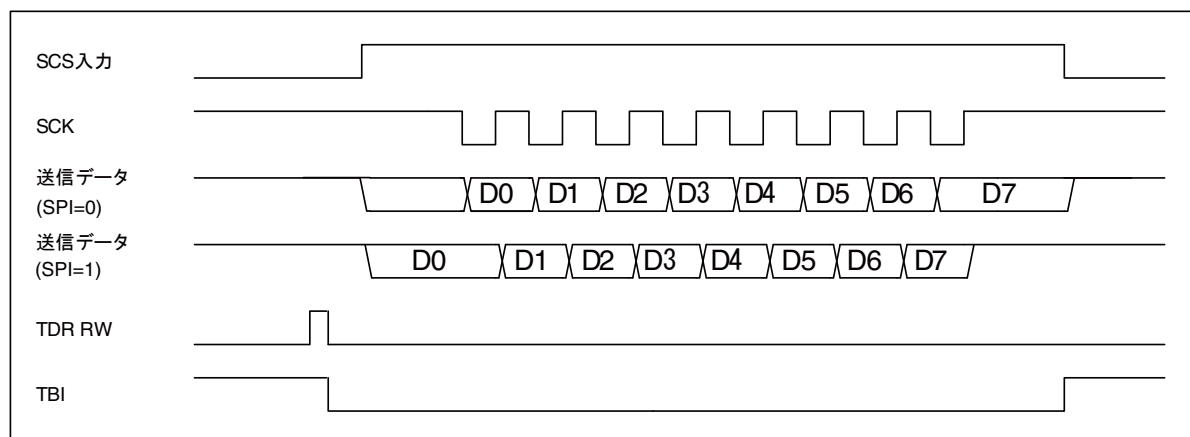 SCS入力
SCK
送信データ
(SPI=0)
D0 D1 D2 D3 D4 D5 D6 D7
送信データ
(SPI=1)
D0 D1 D2 D3 D4 D5 D6 D7
TDR RW
TBI